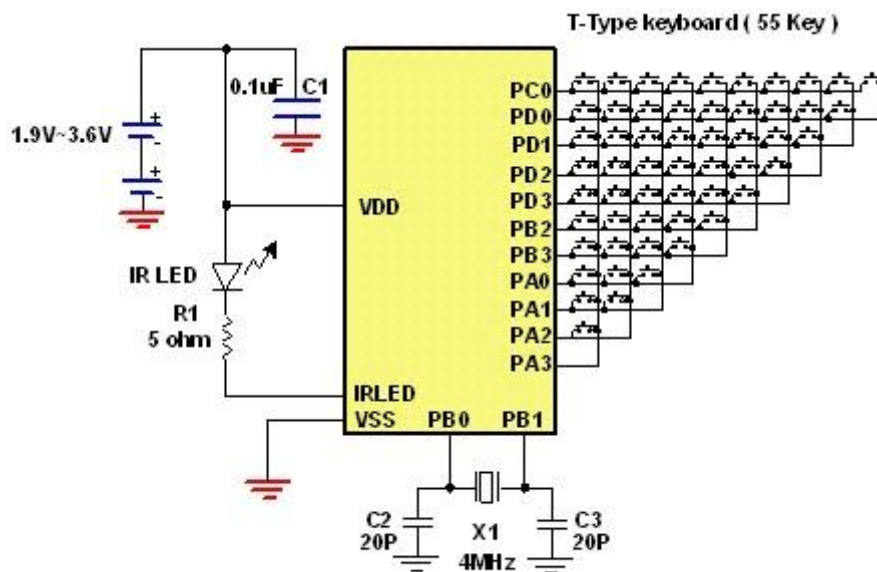 T-Type keyboard ( 55 Key )
0.1uF C1
1.9V~3.6V
+
-
+
-
VDD
IR LED
R1
5 ohm
IRLED
VSS
PB0 PB1
PC0
PD0
PD1
PD2
PD3
PB2
PB3
PA0
PA1
PA2
PA3
C2
20P
X1
4MHz
C3
20P